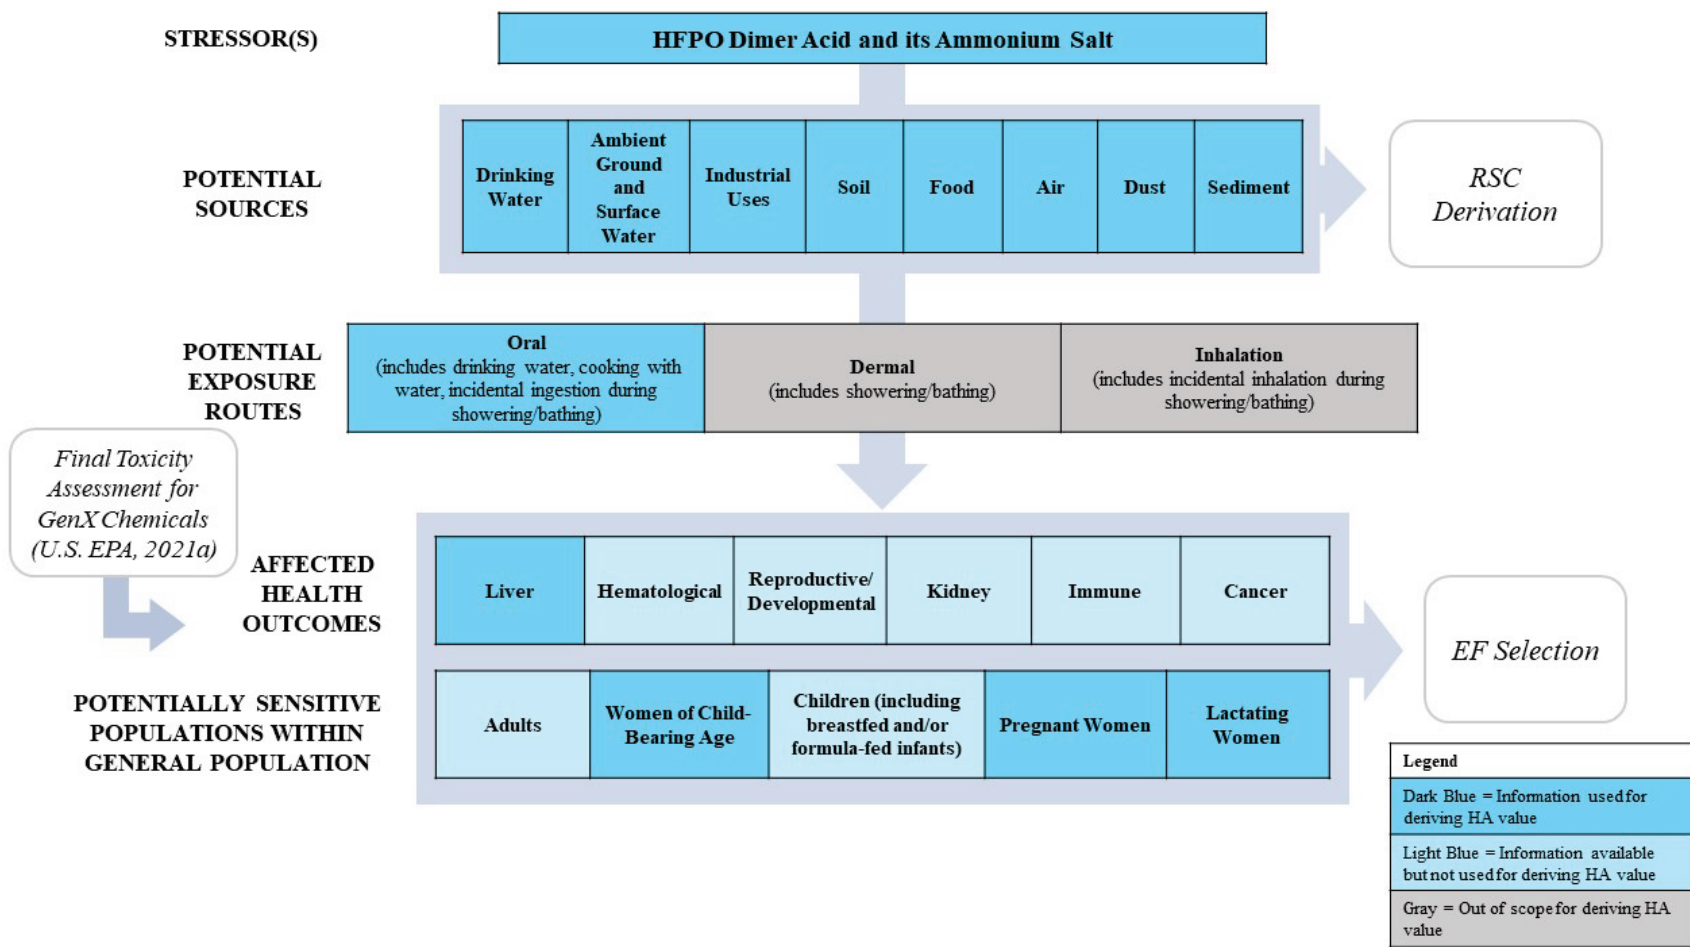 STRESSOR(S)
HFPO Dimer Acid and its Ammonium Salt
POTENTIAL
SOURCES
Drinking
Water
Ambient
Ground
and
Surface
Water
Industrial
Uses
Soil
Food
Air
Dust
Sediment
RSC
Derivation
POTENTIAL
EXPOSURE
ROUTES
Oral
(includes drinking water, cooking with
water, incidental ingestion during
showering/bathing)
Dermal
(includes showering/bathing)
Inhalation
(includes incidental inhalation during
showering/bathing)
Final Toxicity
Assessment for
GenX Chemicals
(U.S. EPA, 2021a)
AFFECTED
HEALTH
OUTCOMES
Liver
Hematological
Reproductive/
Developmental
Kidney
Immune
Cancer
EF Selection
POTENTIALLY SENSITIVE
POPULATIONS WITHIN
GENERAL POPULATION
Adults
Women of Child-
Bearing Age
Children (including
breastfed and/or
formula-fed infants)
Pregnant Women
Lactating
Women
Legend
Dark Blue = Information used for
deriving HA value
Light Blue = Information available
but not used for deriving HA value
Gray = Out of scope for deriving HA
value